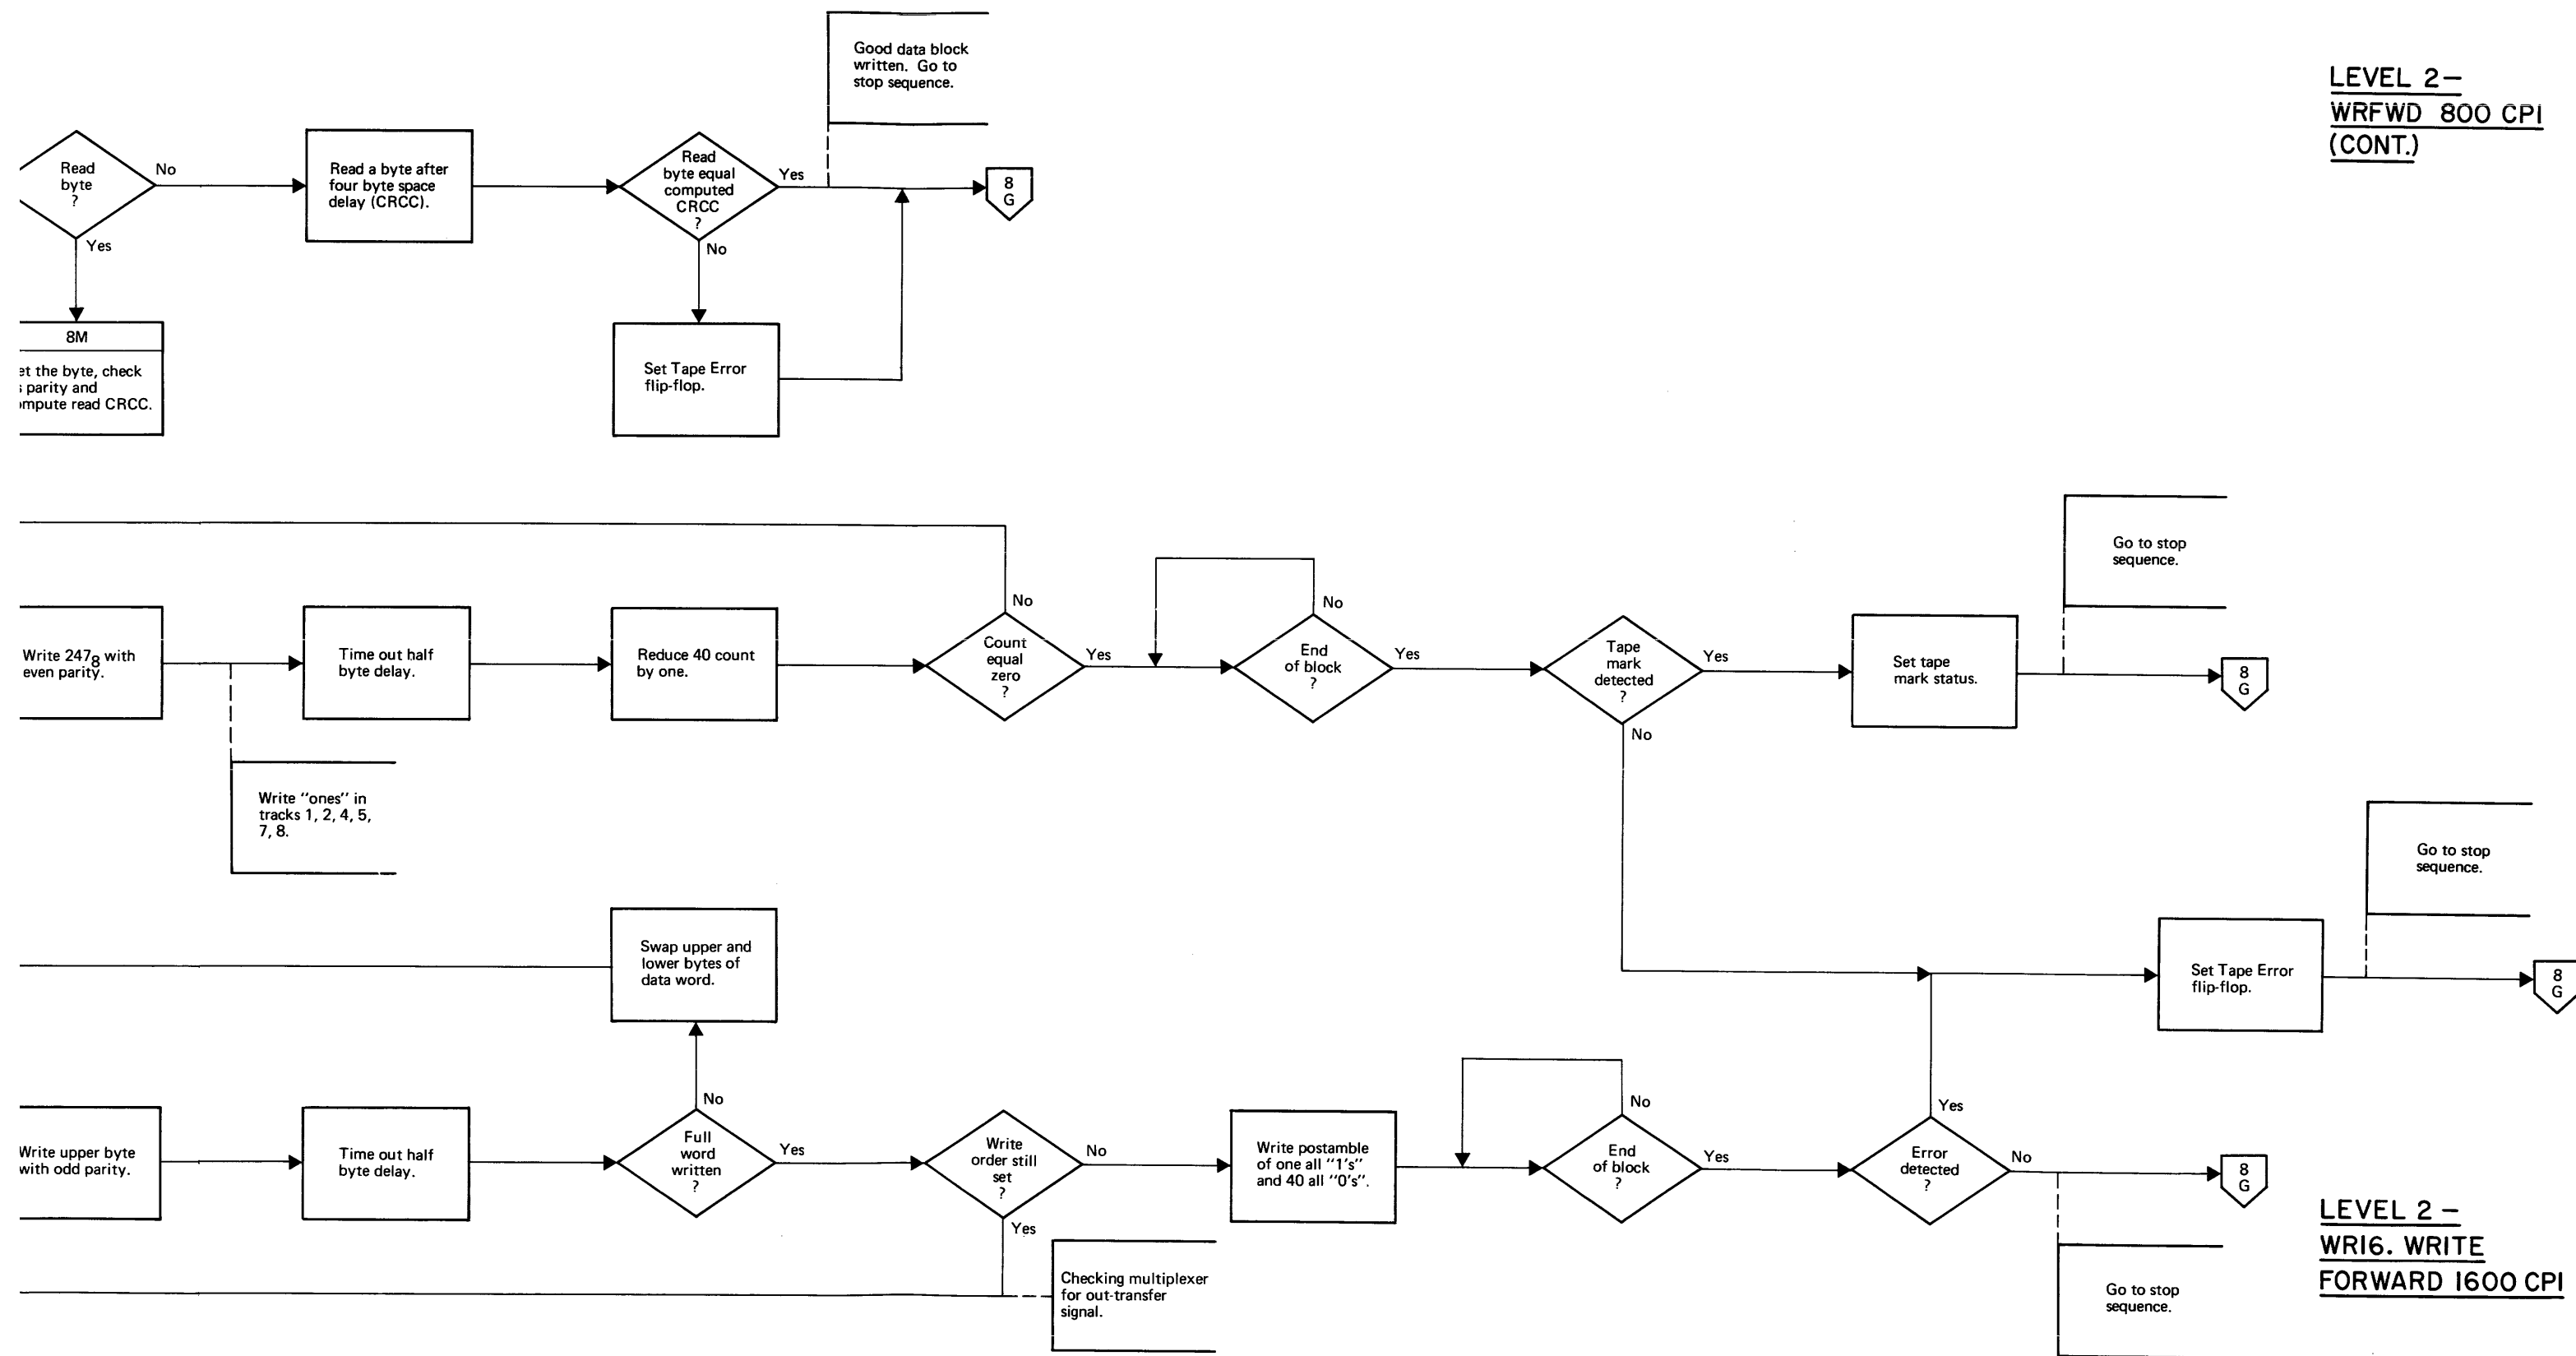 Good data block
written. Go to
stop sequence.
LEVEL 2-
WRFWD 800 CPI
(CONT.)
Read
byte
?
No
Yes
Read a byte after
four byte space
delay (CRCC).
Read
byte equal
computed
CRCC
?
Yes
No
8
G
8M
et the byte, check
s parity and
ompute read CRCC.
Set Tape Error
flip-flop.
Go to stop
sequence.
Write 247₈ with
even parity.
Time out half
byte delay.
Reduce 40 count
by one.
No
Count
equal
zero
?
Yes
No
End
of block
?
Yes
Tape
mark
detected
?
Yes
No
Set tape
mark status.
8
G
Write "ones" in
tracks 1, 2, 4, 5,
7, 8.
Go to stop
sequence.
Swap upper and
lower bytes of
data word.
Set Tape Error
flip-flop.
8
G
Write upper byte
with odd parity.
Time out half
byte delay.
No
Full
word
written
?
Yes
Write
order still
set
?
No
Yes
Write postamble
of one all "1's"
and 40 all "0's".
No
End
of block
?
Yes
Yes
Error
detected
?
No
8
G
Checking multiplexer
for out-transfer
signal.
Go to stop
sequence.
LEVEL 2 -
WR16. WRITE
FORWARD 1600 CPI